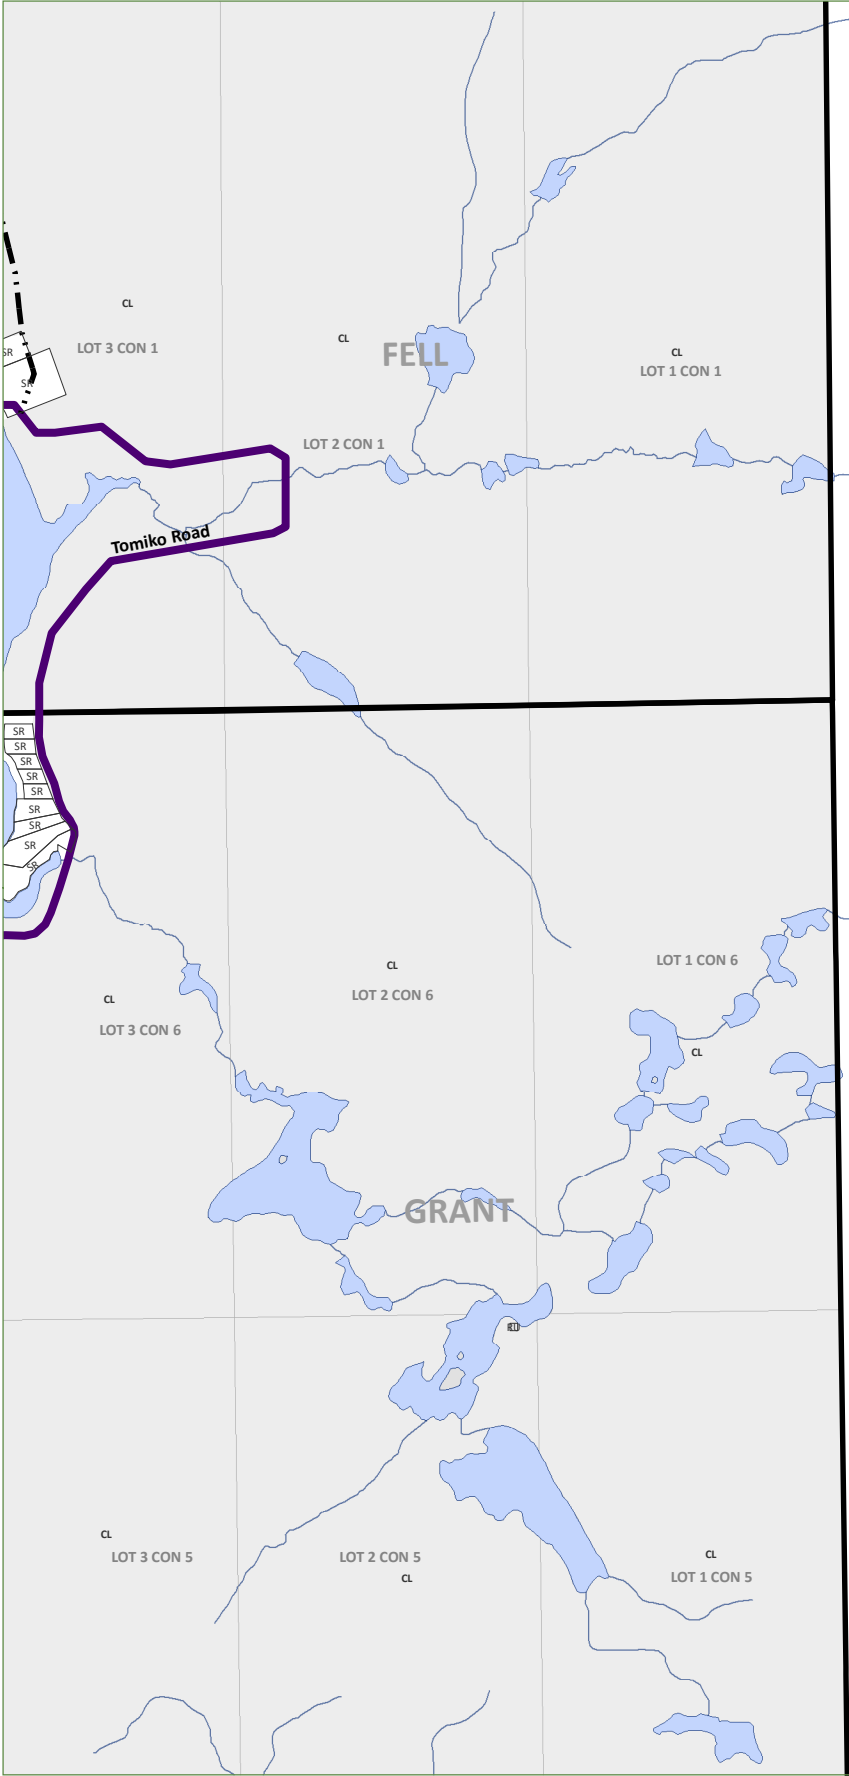 CL
CL
FELL
CL
SR
LOT 3 CON 1
LOT 1 CON 1
SR
LOT 2 CON 1
Tomiko Road
SR
SR
SR
SR
SR
SR
SR
SR
SR
LOT 1 CON 6
CL
LOT 2 CON 6
CL
LOT 3 CON 6
CL
GRANT
CL
LOT 3 CON 5
LOT 2 CON 5
CL
CL
LOT 1 CON 5